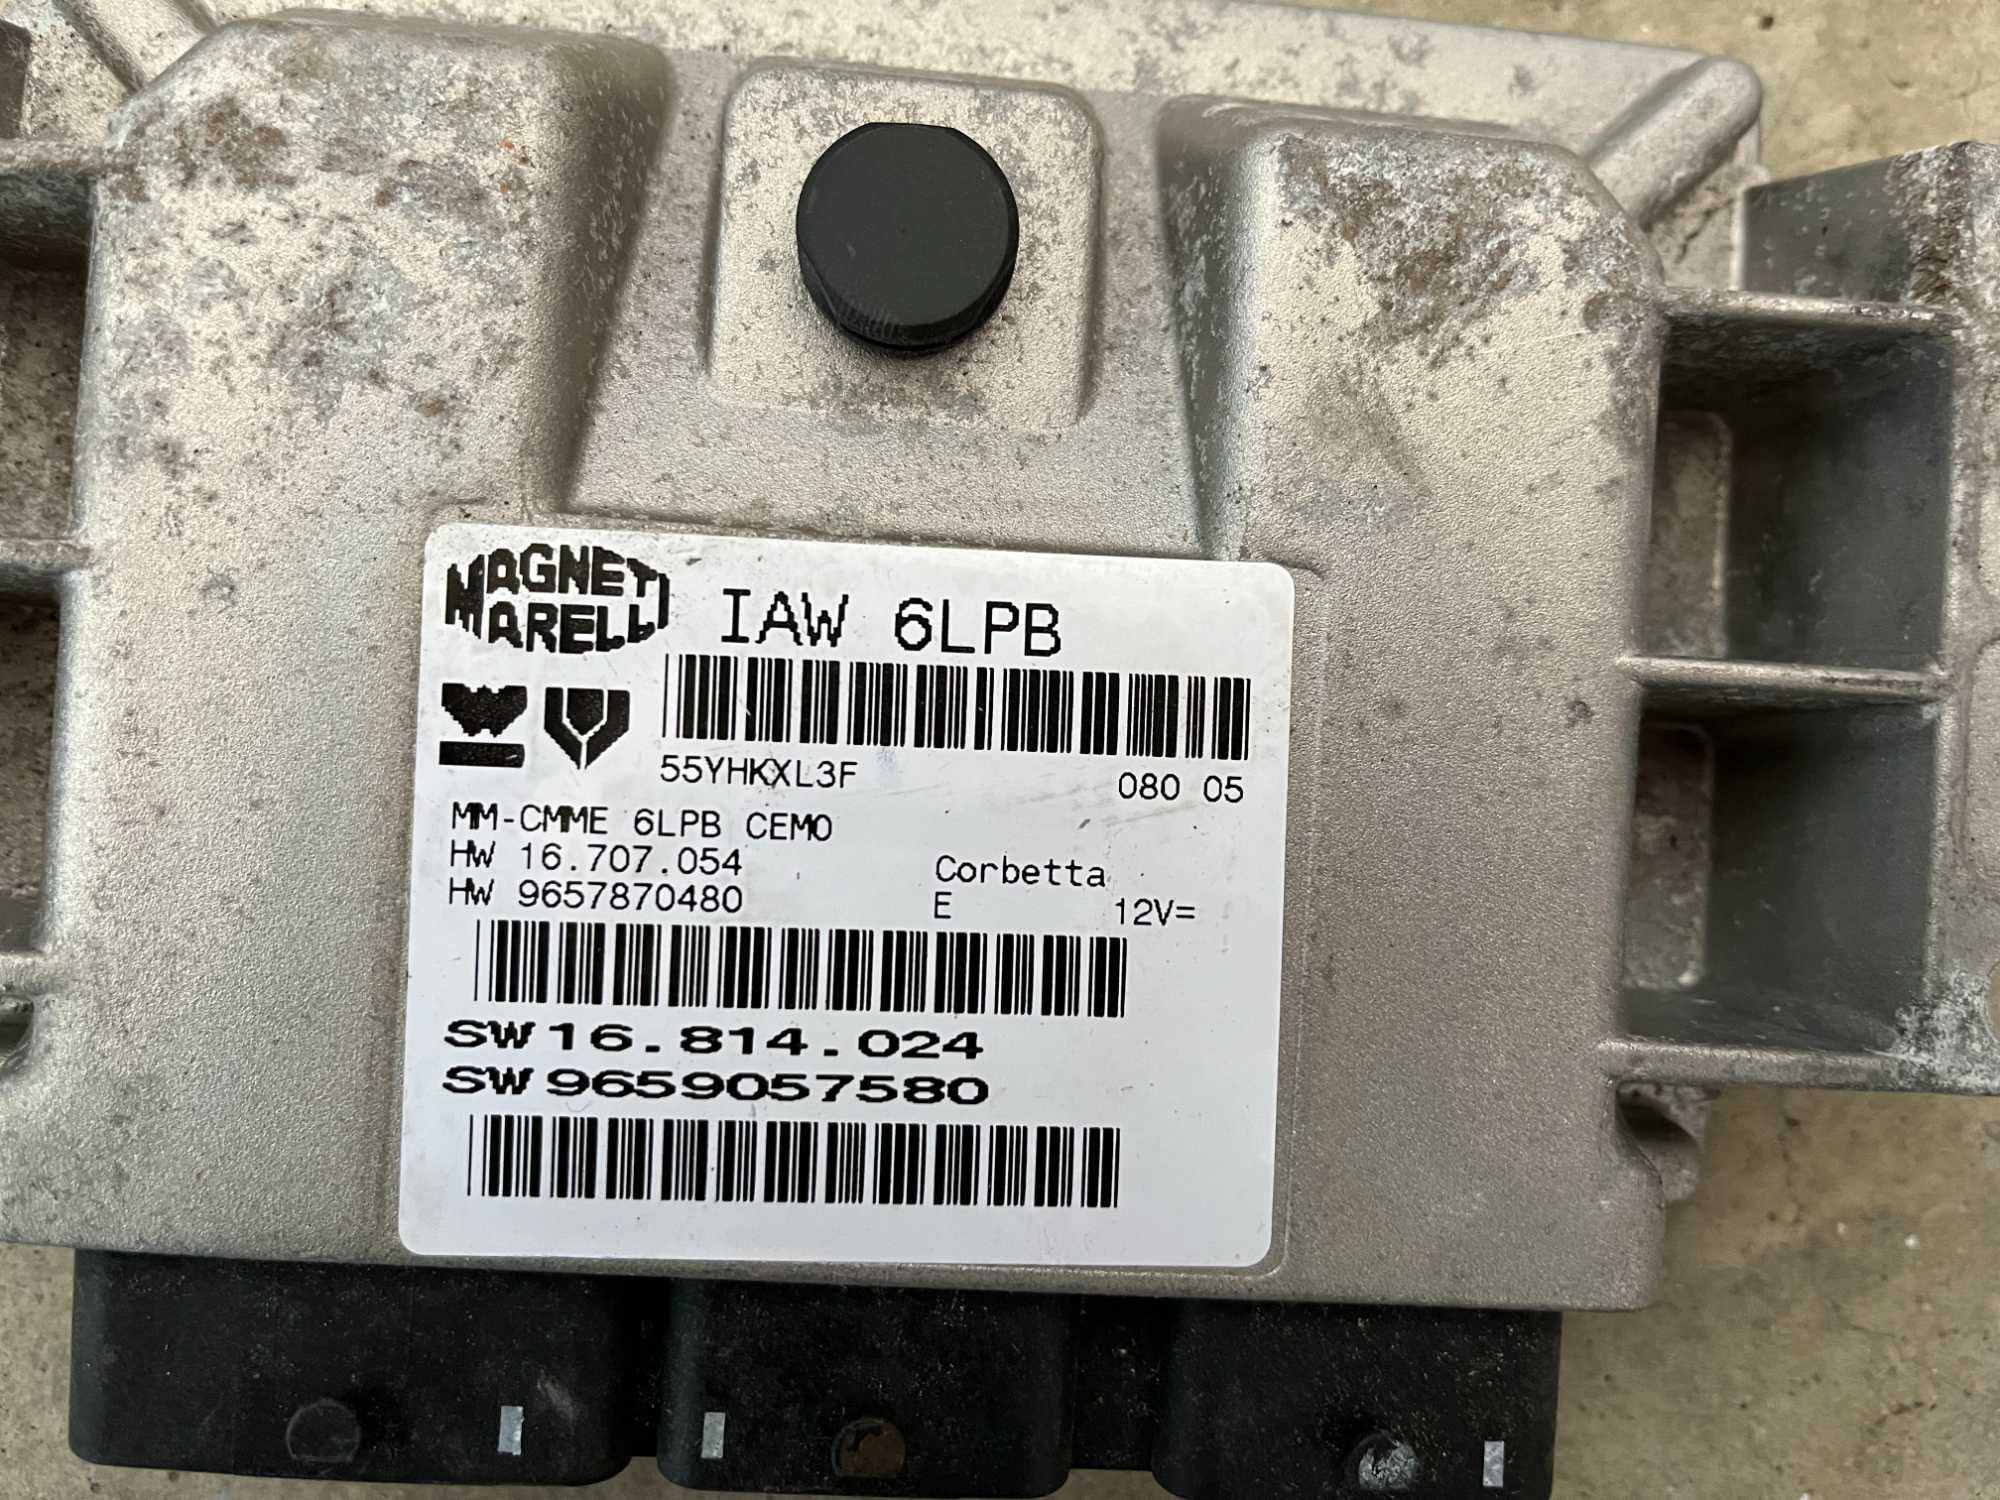 MAGNETI
MARELLI
IAW 6LPB
55YHKXL3F 080 05
MM-CMME 6LPB CEMO
HW 16.707.054 Corbetta
HW 9657870480 E 12V=
SW 16.814.024
SW 9659057580